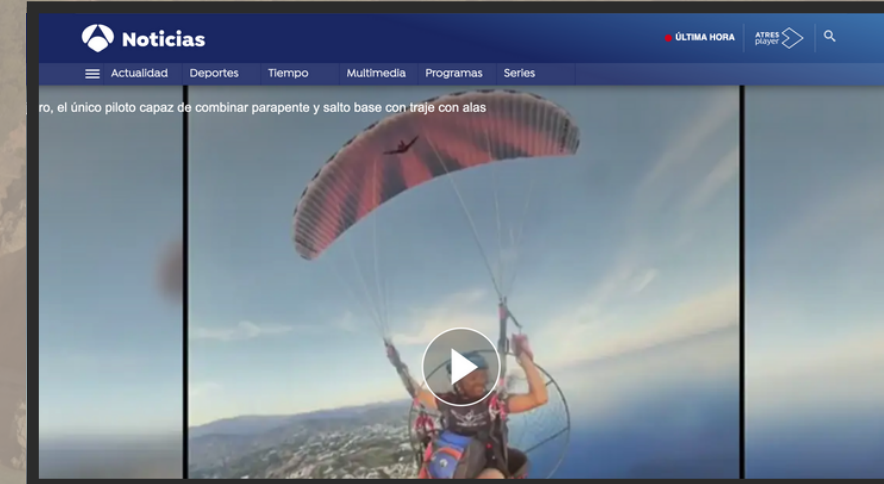 Noticias
ÚLTIMA HORA
ATRES
player
Actualidad Deportes Tiempo Multimedia Programas Series
ro, el único piloto capaz de combinar parapente y salto base con traje con alas